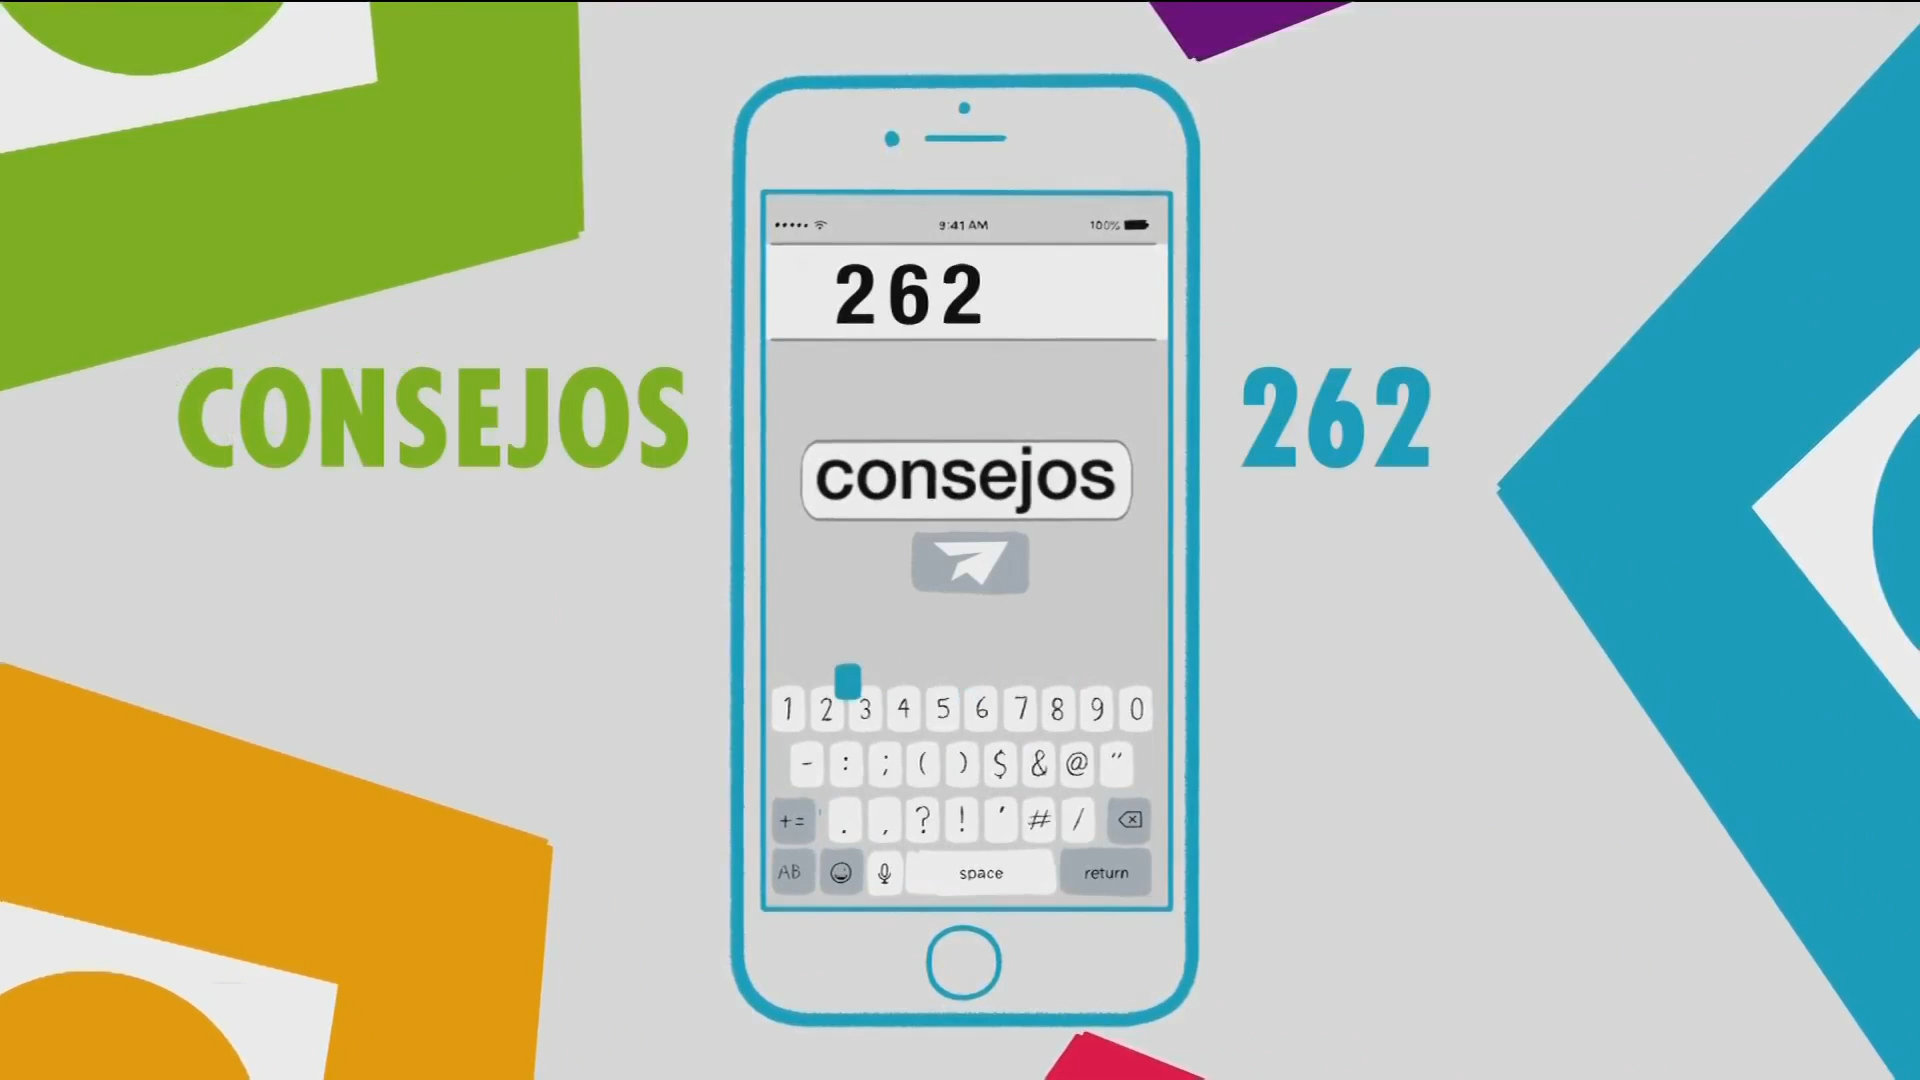 9:41 AM 100%
262
CONSEJOS
262
consejos
1 2 3 4 5 6 7 8 9 0
- : ; ( ) $ & @ "
+= . , ? ! ' # /
AB space return